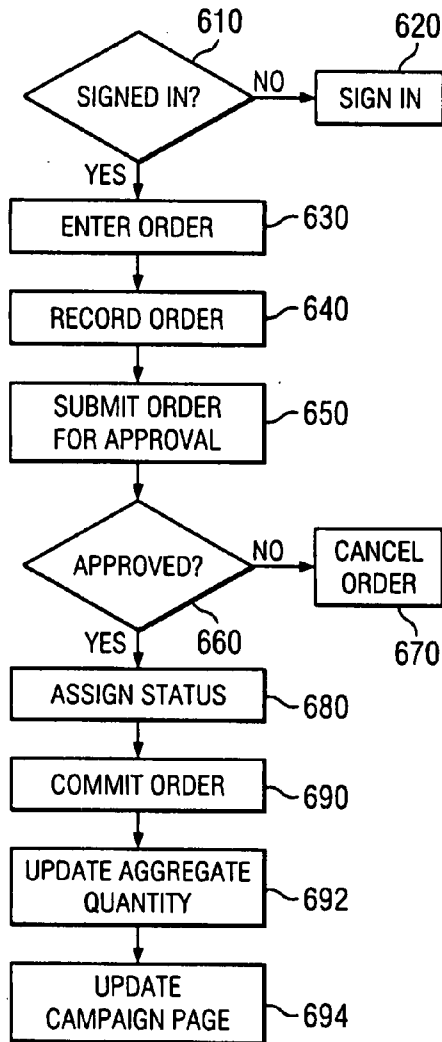 610
620
SIGNED IN?
NO
SIGN IN
YES
ENTER ORDER
630
RECORD ORDER
640
SUBMIT ORDER
FOR APPROVAL
650
APPROVED?
NO
CANCEL
ORDER
660
670
YES
ASSIGN STATUS
680
COMMIT ORDER
690
UPDATE AGGREGATE
QUANTITY
692
UPDATE
CAMPAIGN PAGE
694